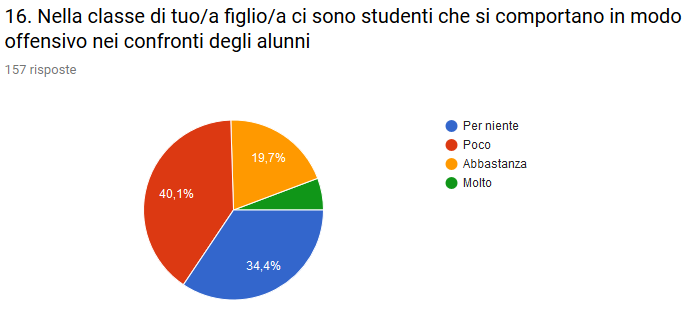 16. Nella classe di tuo/a figlio/a ci sono studenti che si comportano in modo
offensivo nei confronti degli alunni
157 risposte
Per niente
Poco
Abbastanza
Molto
19,7%
40,1%
34,4%